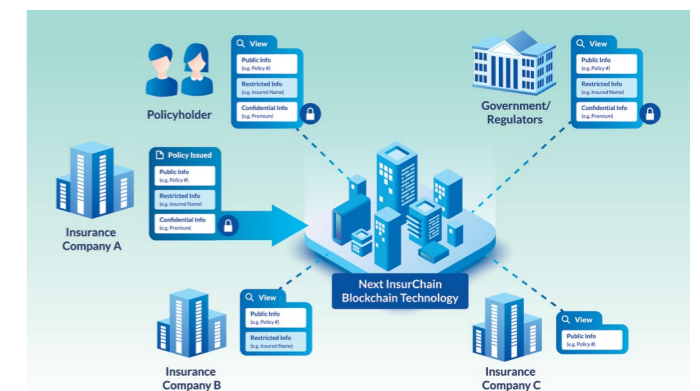 View
Public Info
(e.g. Policy #)
Restricted Info
(e.g. Insured Name)
Confidential Info
(e.g. Premium)
Policyholder
View
Public Info
(e.g. Policy #)
Restricted Info
(e.g. Insured Name)
Confidential Info
(e.g. Premium)
Government/
Regulators
Policy Issued
Public Info
(e.g. Policy #)
Restricted Info
(e.g. Insured Name)
Confidential Info
(e.g. Premium)
Insurance
Company A
Next InsurChain
Blockchain Technology
View
Public Info
(e.g. Policy #)
Restricted Info
(e.g. Insured Name)
Insurance
Company B
View
Public Info
(e.g. Policy #)
Insurance
Company C